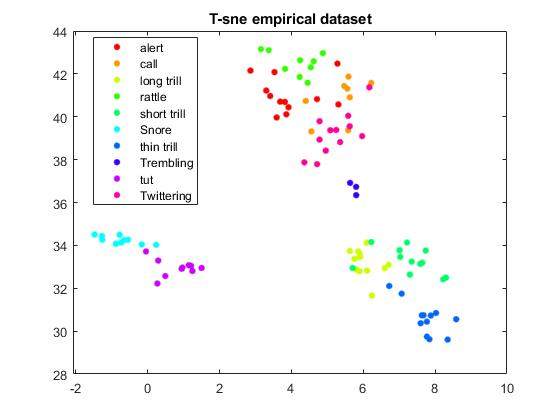 T-sne empirical dataset
44
42
40
38
36
34
32
30
28
alert
call
long trill
rattle
short trill
Snore
thin trill
Trembling
tut
Twittering
-2 0 2 4 6 8 10